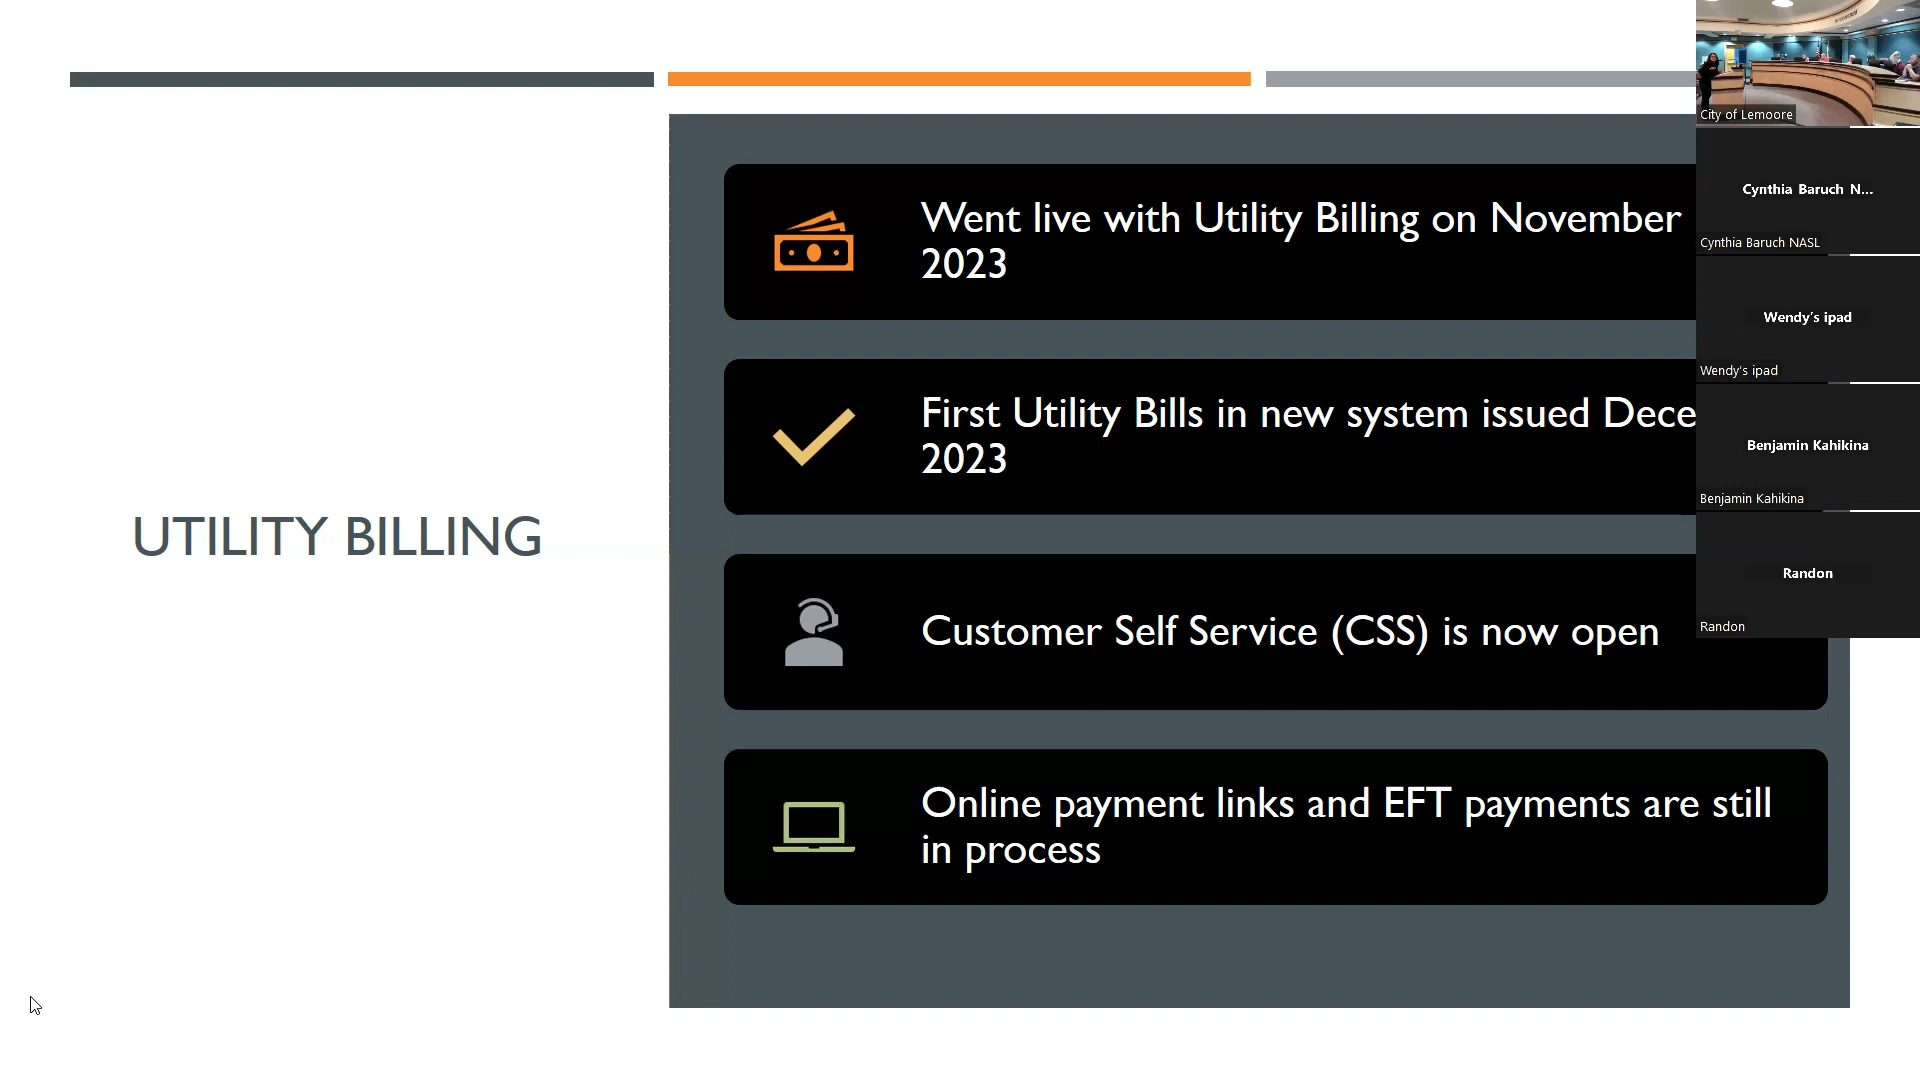 UTILITY BILLING
Went live with Utility Billing on November
2023
First Utility Bills in new system issued Dece
2023
Customer Self Service (CSS) is now open
Online payment links and EFT payments are still
in process
City of Lemoore
Cynthia Baruch N...
Cynthia Baruch NASL
Wendy's ipad
Wendy's ipad
Benjamin Kahikina
Benjamin Kahikina
Randon
Randon